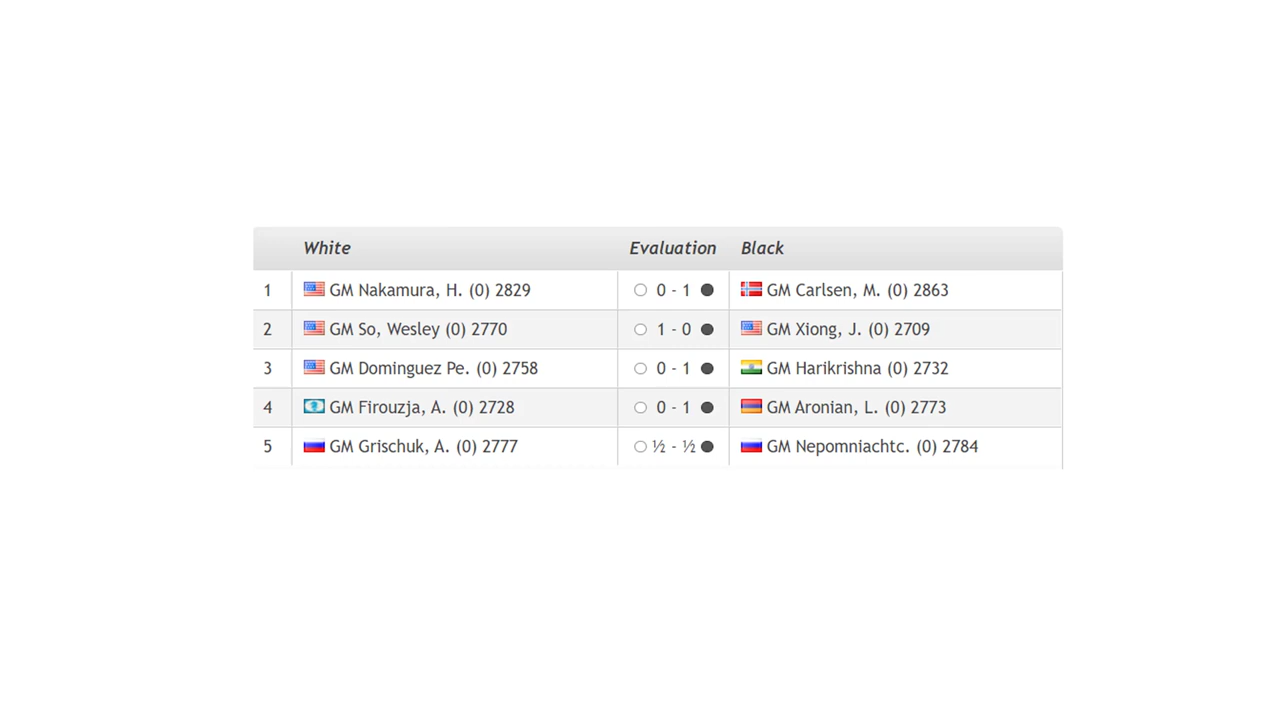 White Evaluation Black
1 GM Nakamura, H. (0) 2829 0 - 1 GM Carlsen, M. (0) 2863
2 GM So, Wesley (0) 2770 1 - 0 GM Xiong, J. (0) 2709
3 GM Dominguez Pe. (0) 2758 0 - 1 GM Harikrishna (0) 2732
4 GM Firouzja, A. (0) 2728 0 - 1 GM Aronian, L. (0) 2773
5 GM Grischuk, A. (0) 2777 ½ - ½ GM Nepomniachtc. (0) 2784